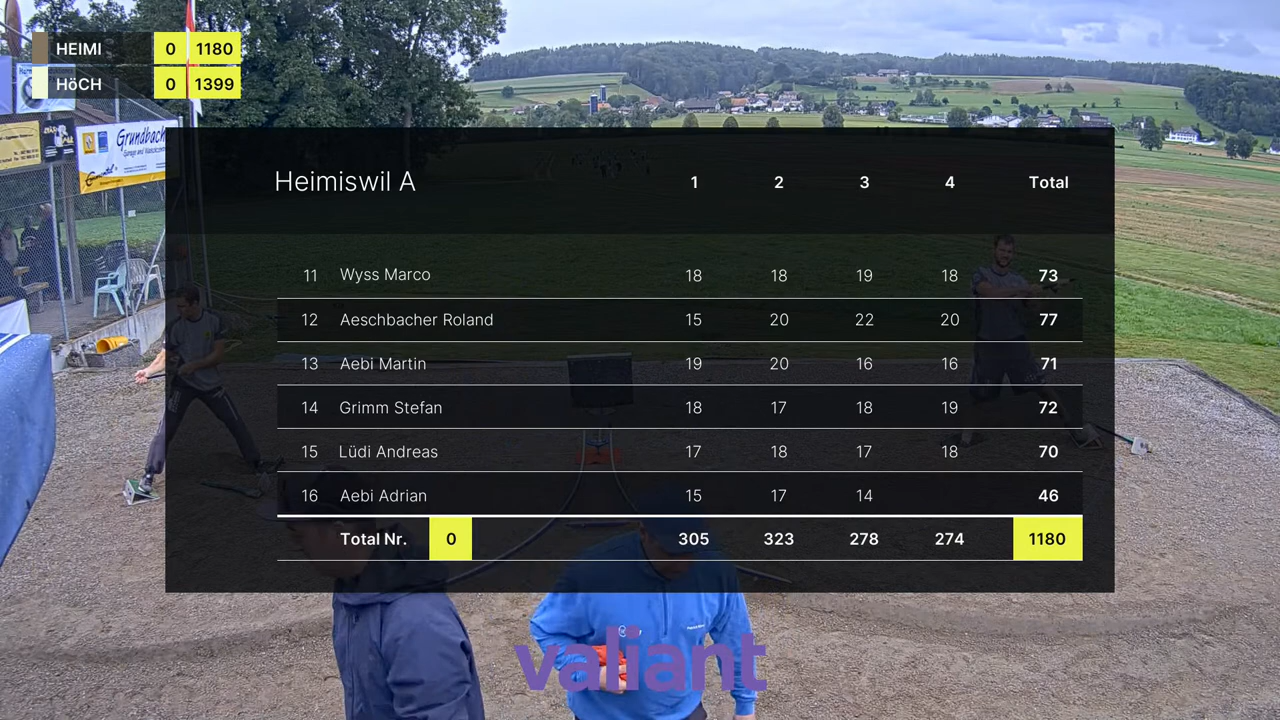 HEIMI 0 1180
HöCH 0 1399
Grundbach
Heimiswil A 1 2 3 4 Total
11 Wyss Marco 18 18 19 18 73
12 Aeschbacher Roland 15 20 22 20 77
13 Aebi Martin 19 20 16 16 71
14 Grimm Stefan 18 17 18 19 72
15 Lüdi Andreas 17 18 17 18 70
16 Aebi Adrian 15 17 14 46
Total Nr. 0 305 323 278 274 1180
valiant